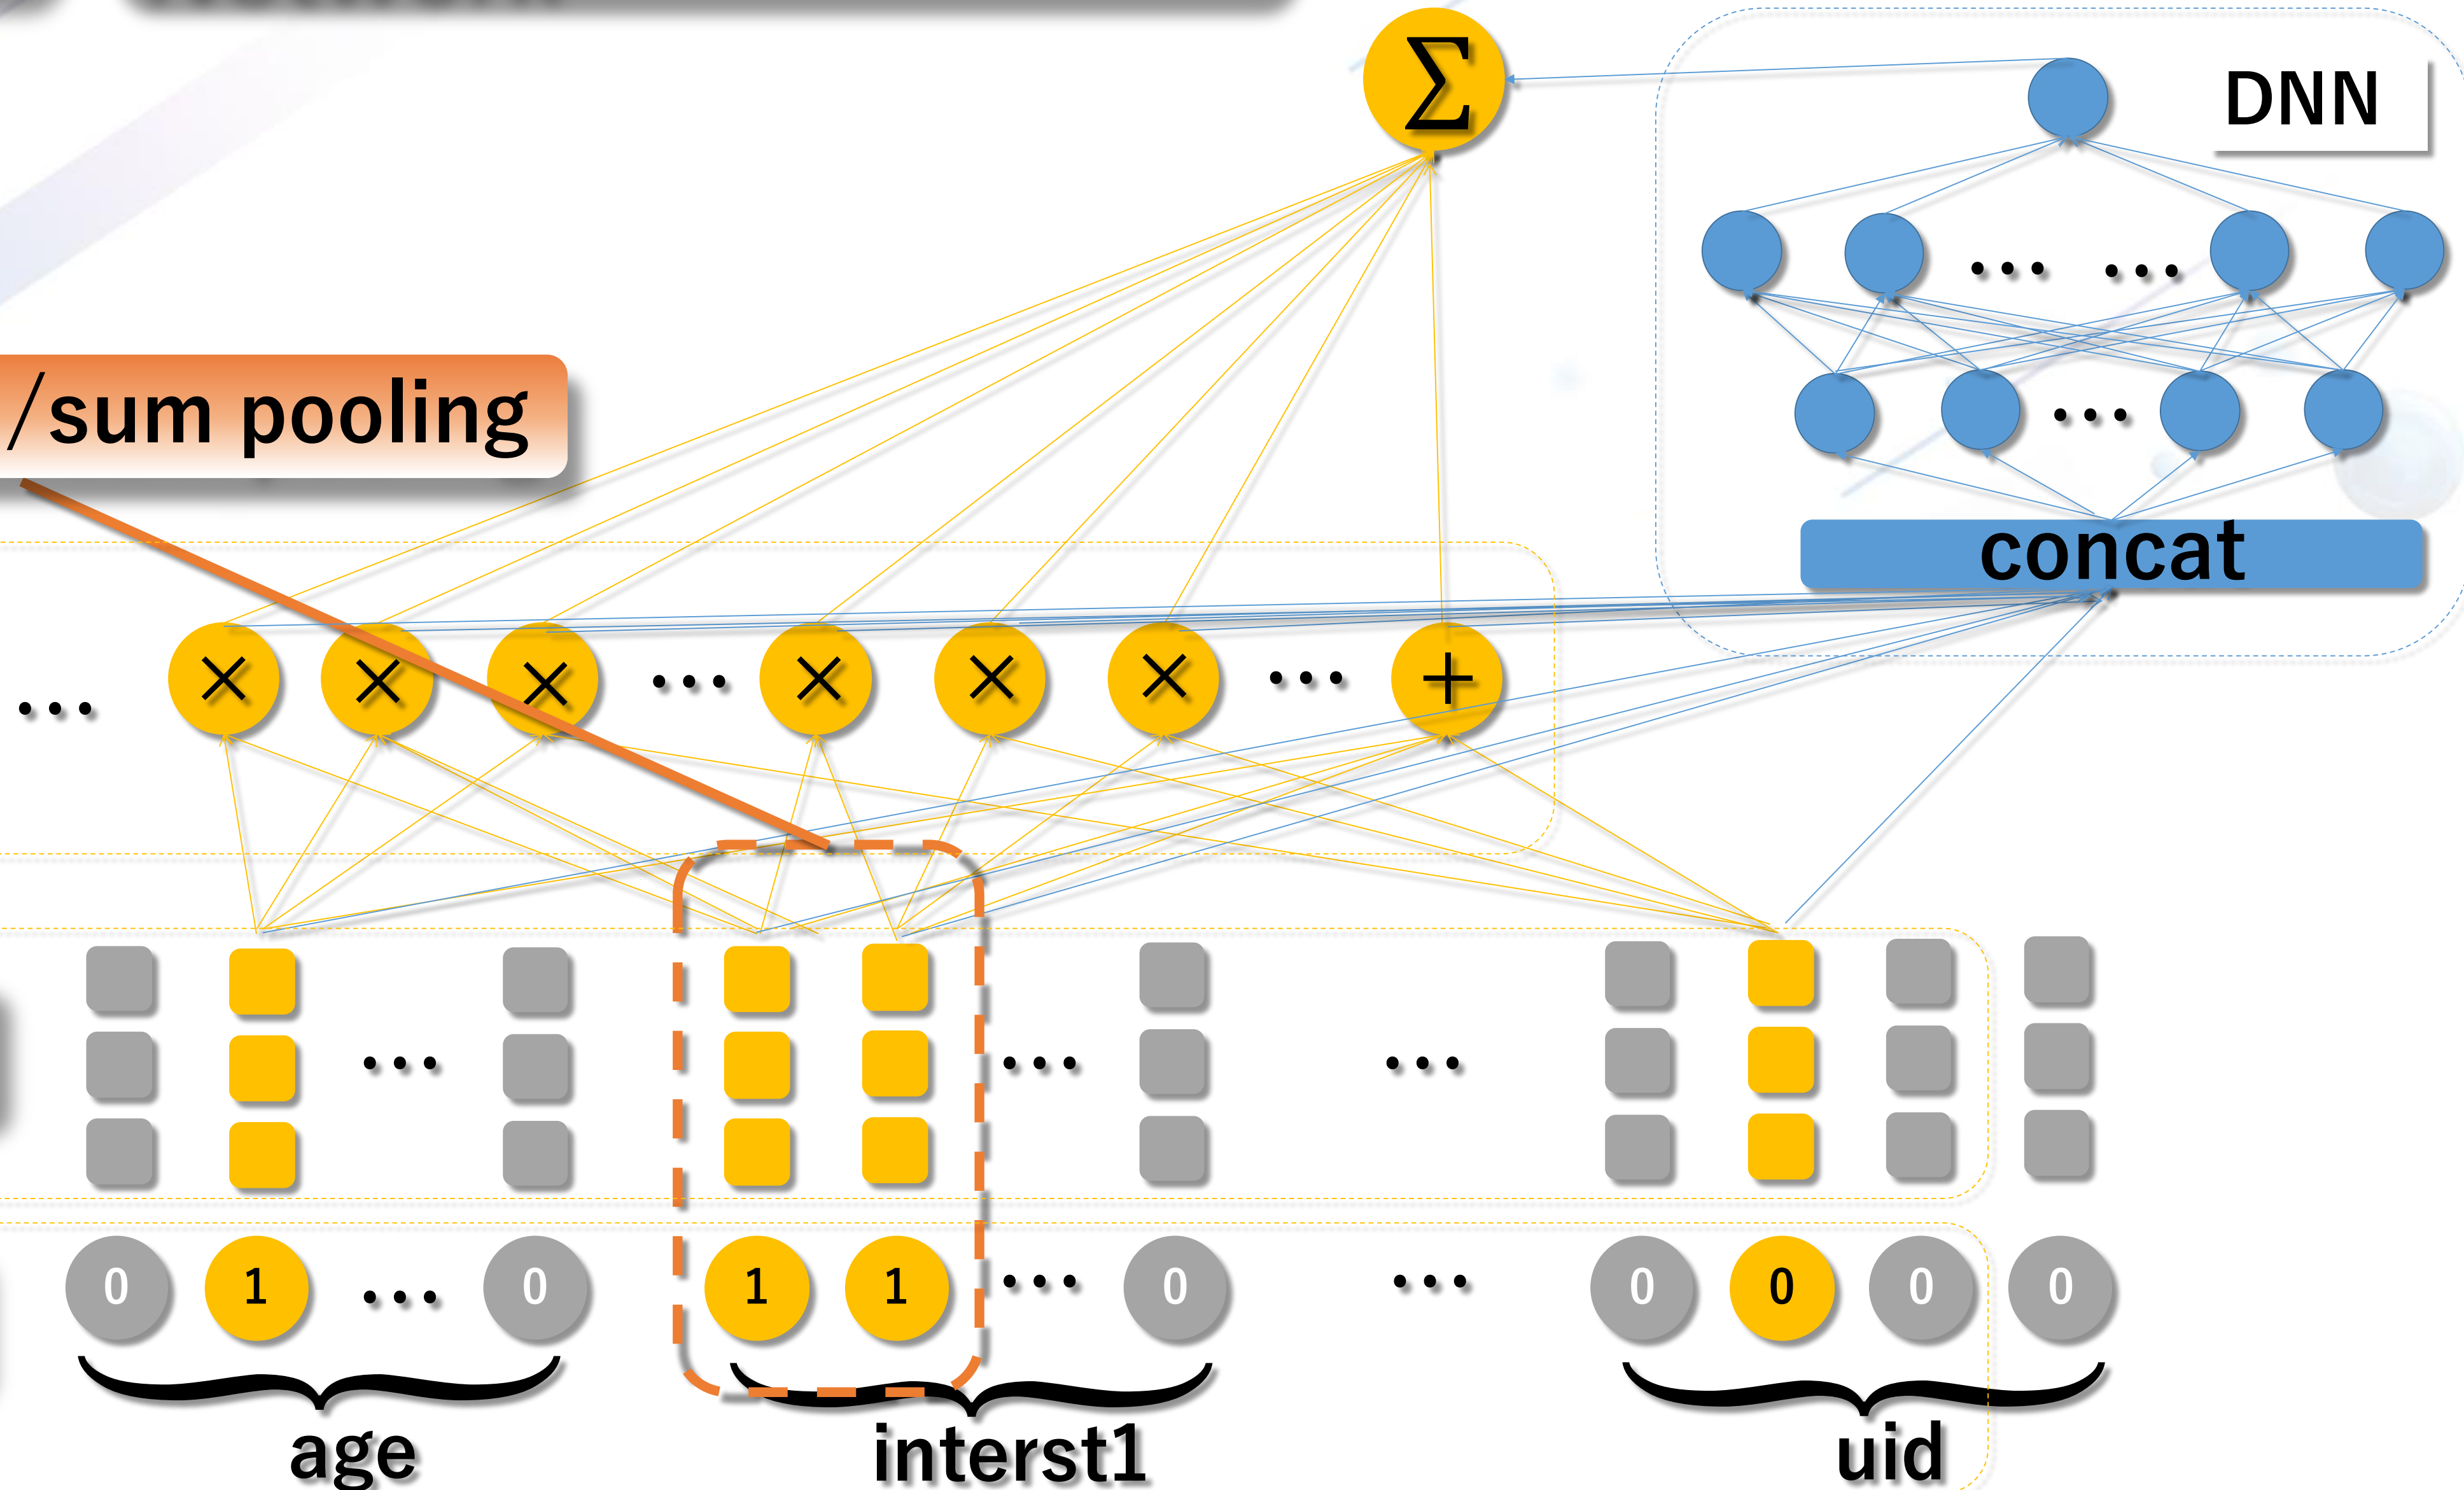 Σ
DNN
/sum pooling
concat
... × × × ... × × × ... +
0 1 ... 0 1 1 ... 0 ... 0 0 0 0
age interst1 uid